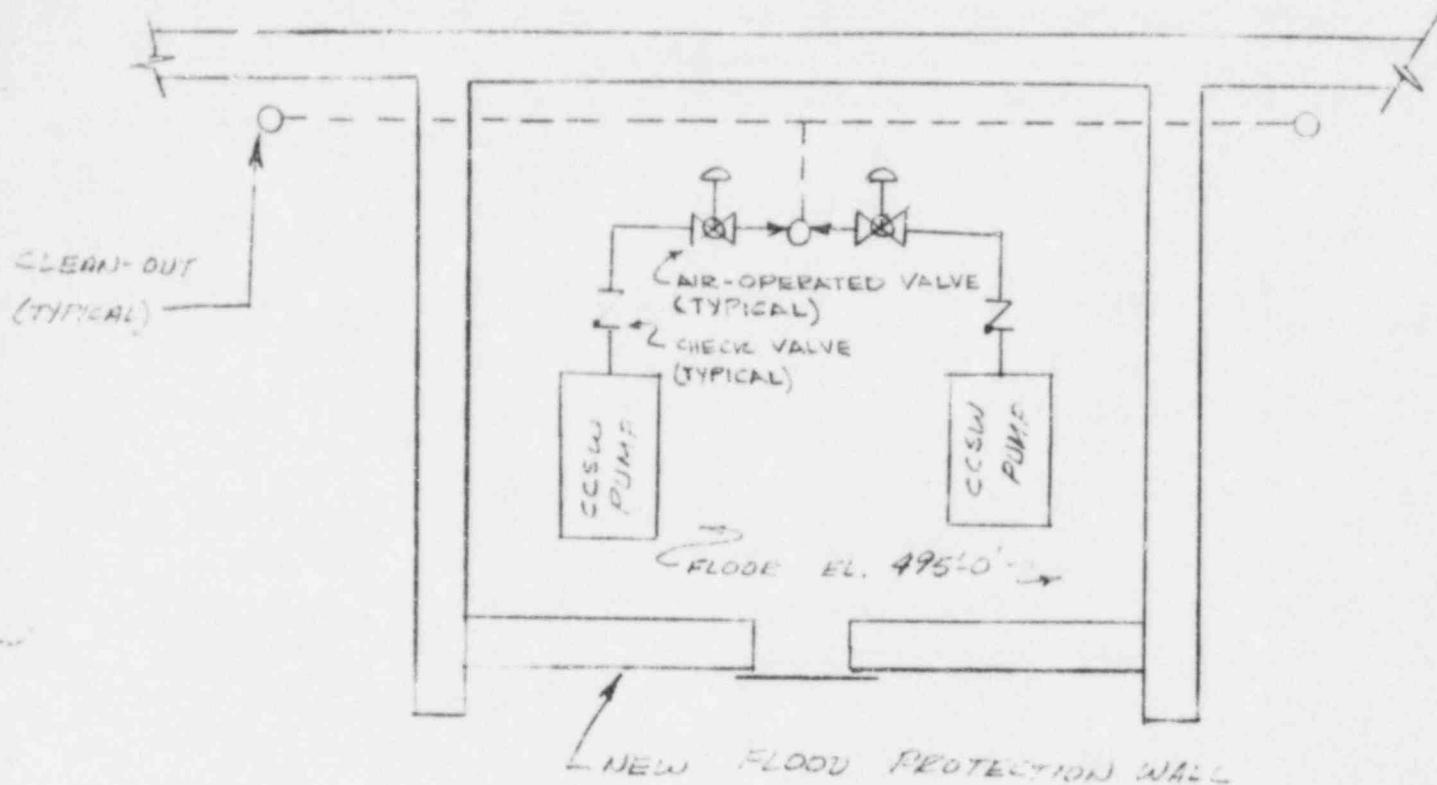 CLEAN-OUT
(TYPICAL)
AIR-OPERATED VALVE
(TYPICAL)
CHECK VALVE
(TYPICAL)
CCSW
PUMP
CCSW
PUMP
FLOOR EL. 495'-0"
NEW FLOOD PROTECTION WALL